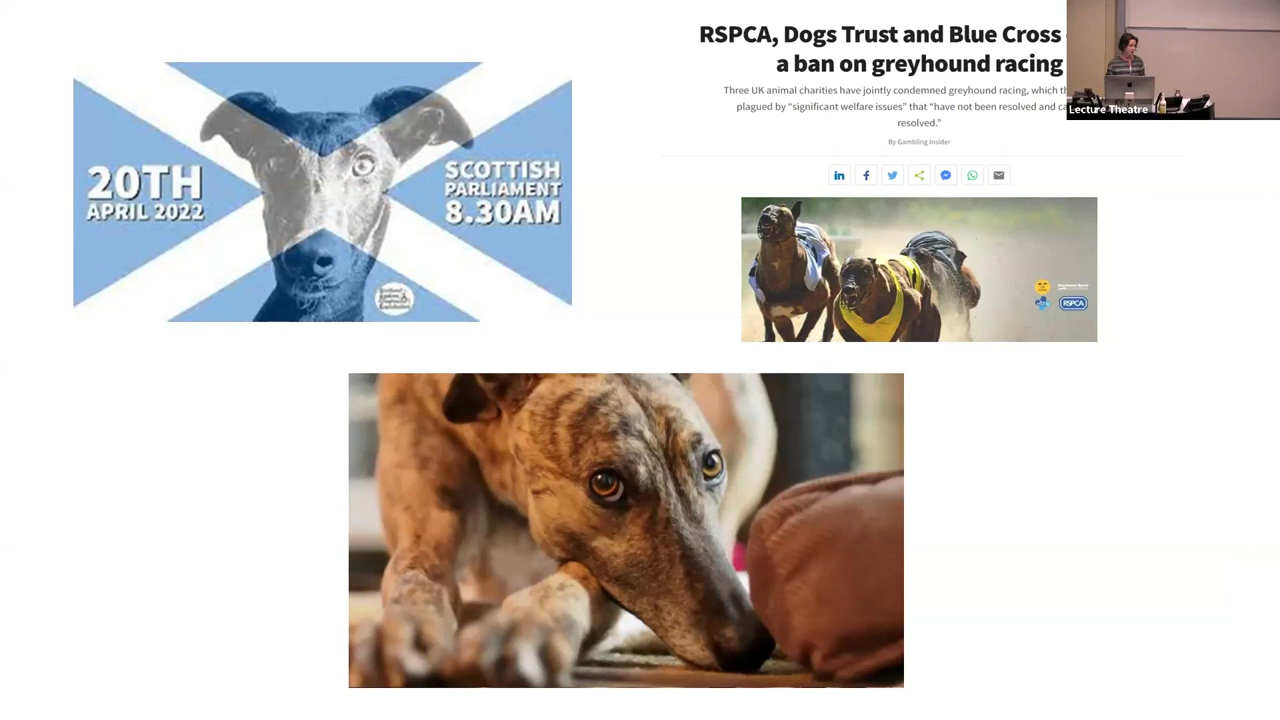 20TH
APRIL 2022
SCOTTISH
PARLIAMENT
8.30AM
RSPCA, Dogs Trust and Blue Cross
a ban on greyhound racing
Three UK animal charities have jointly condemned greyhound racing, which
plagued by “significant welfare issues” that “have not been resolved and
resolved.”
By Gambling Insider
in
f
RSPCA
Lecture Theatre